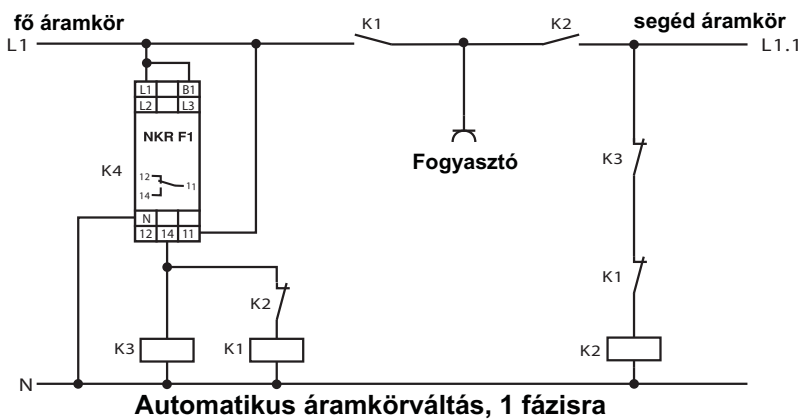 fő áramkör
K1
K2
segéd áramkör
L1
L1.1
L1 B1
L2 L3
NKR F1
Fogyasztó
K3
K4
12
11
14
N
12 14 11
K1
K2
K3
K1
K2
N
Automatikus áramkörváltás, 1 fázisra